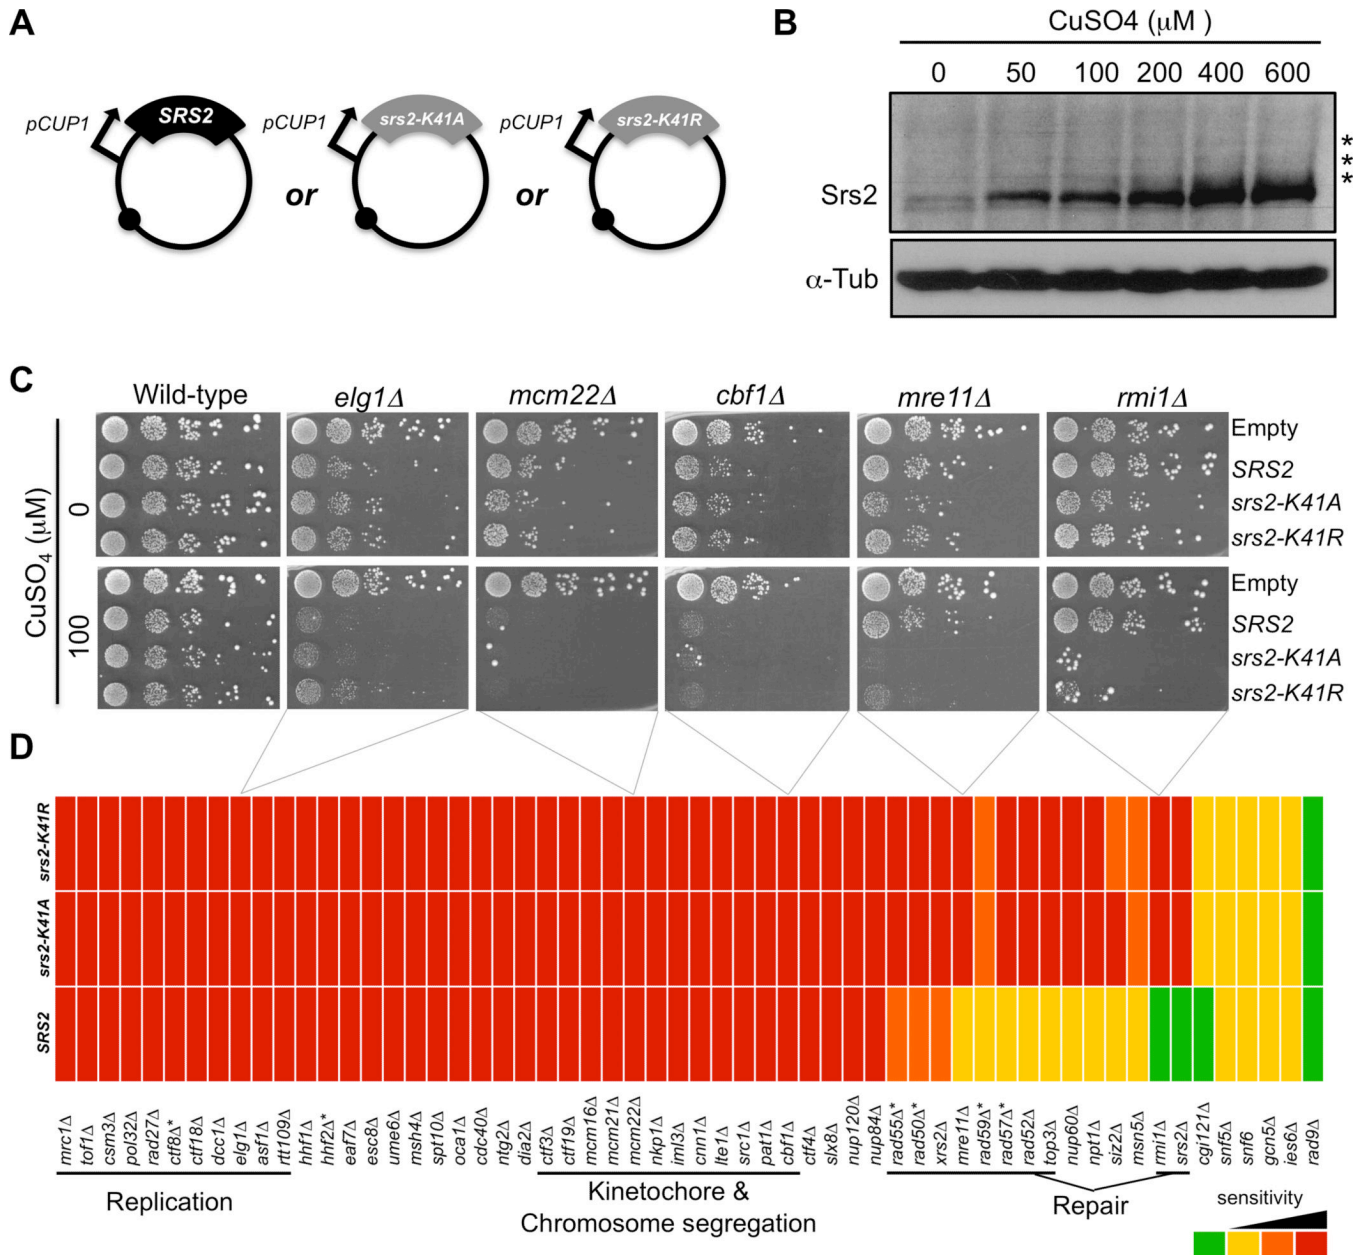 A
pCUP1
SRS2
or
pCUP1
srs2-K41A
or
pCUP1
srs2-K41R
B
CuSO4 (µM )
0 50 100 200 400 600
Srs2
* * *
α-Tub
C
Wild-type elg1Δ mcm22Δ cbf1Δ mre11Δ rmi1Δ
CuSO₄ (µM)
0
Empty
SRS2
srs2-K41A
srs2-K41R
100
Empty
SRS2
srs2-K41A
srs2-K41R
D
srs2-K41R
srs2-K41A
SRS2
mrc1Δ
tof1Δ
csm3Δ
pol32Δ
rad27Δ
ctf8Δ*
ctf18Δ
dcc1Δ
elg1Δ
asf1Δ
rtt109Δ
hhf1Δ
hhf2Δ*
eaf7Δ
esc8Δ
ume6Δ
msh4Δ
spt10Δ
oca1Δ
cdc40Δ
ntg2Δ
dia2Δ
ctf3Δ
ctf19Δ
mcm16Δ
mcm21Δ
mcm22Δ
nkp1Δ
iml3Δ
cnn1Δ
lte1Δ
src1Δ
pat1Δ
cbf1Δ
ctf4Δ
slx8Δ
nup120Δ
nup84Δ
rad55Δ*
rad50Δ*
xrs2Δ
mre11Δ
rad59Δ*
rad57Δ*
rad52Δ
top3Δ
nup60Δ
npt1Δ
siz2Δ
msn5Δ
rmi1Δ
srs2Δ
cgi121Δ
snf5Δ
snf6
gcn5Δ
ies6Δ
rad9Δ
Replication
Kinetochore &
Chromosome segregation
Repair
sensitivity